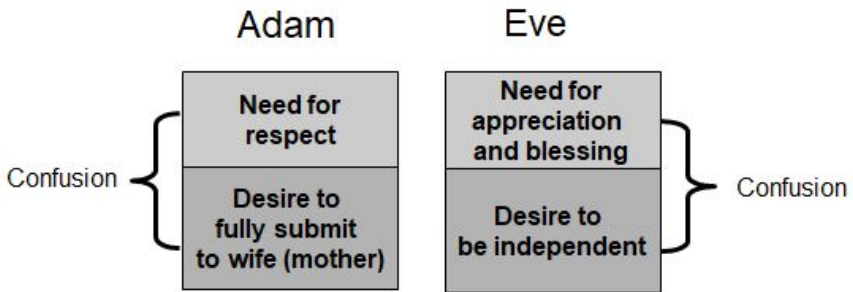 Adam
Eve
Need for
respect
Need for
appreciation
and blessing
Confusion
Desire to
fully submit
to wife (mother)
Desire to
be independent
Confusion